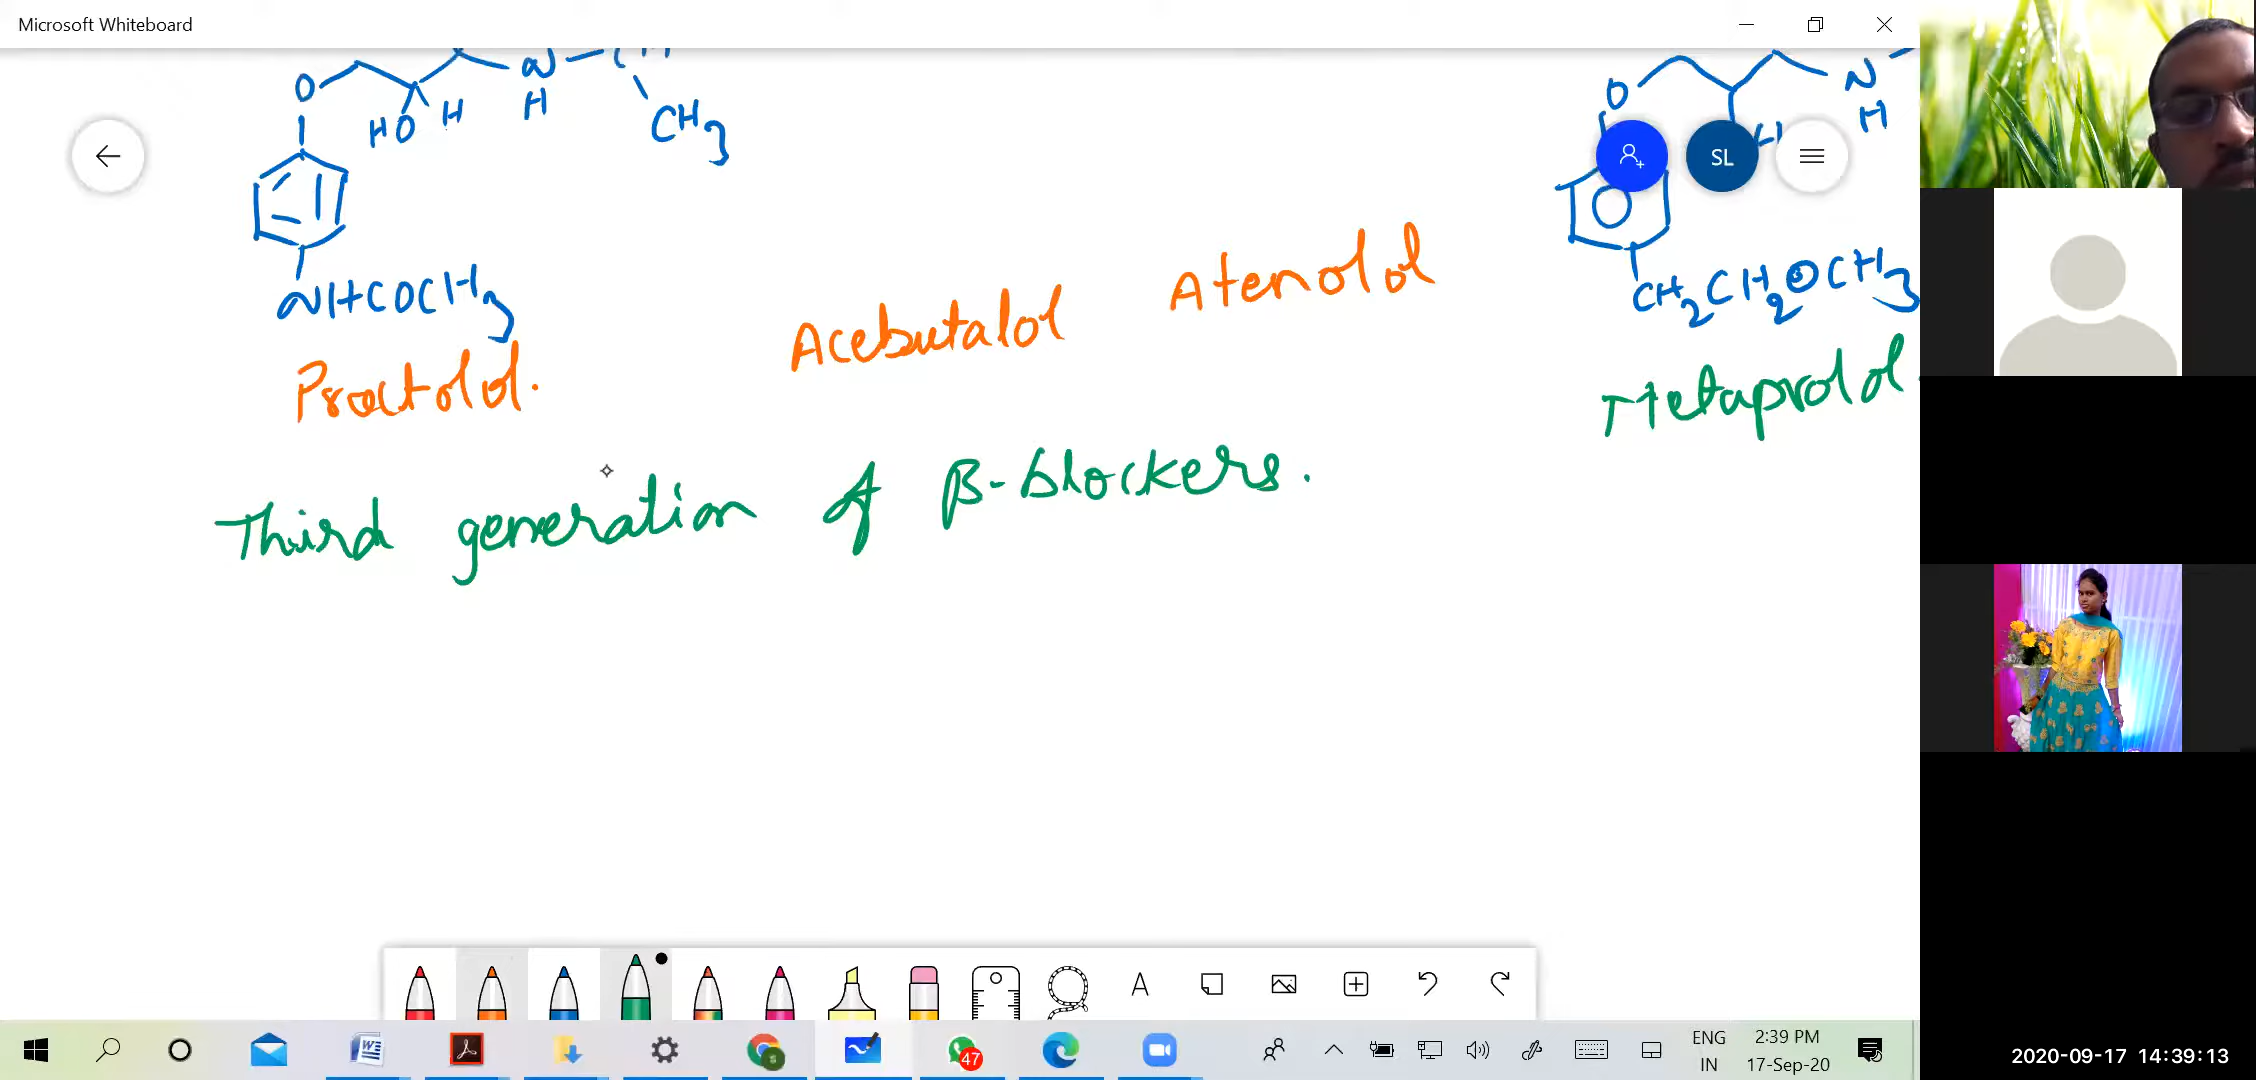 Microsoft Whiteboard
O
HO
H
N
H
CH3
NHCOCH3
Practolol.
Acebutalol
Atenolol
O
N
H
SL
CH2CH2OCH3
Metaprolol.
Third generation of β-blockers.
A
47
ENG
IN
2:39 PM
17-Sep-20
2020-09-17 14:39:13